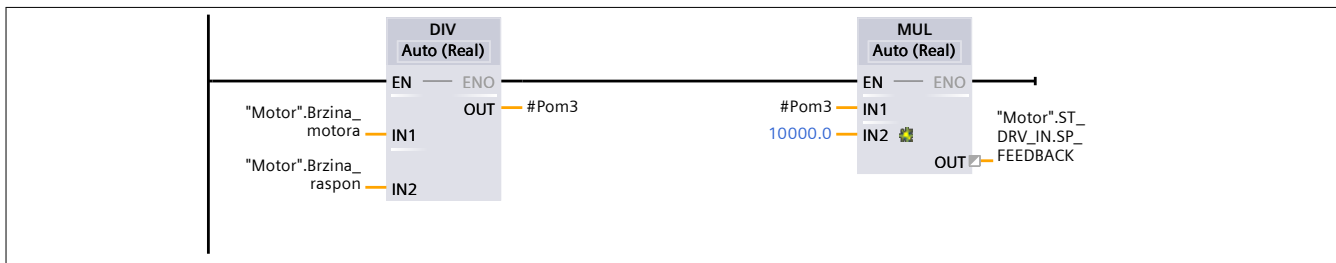 DIV
Auto (Real)
EN
ENO
"Motor".Brzina_
motora
IN1
OUT
#Pom3
"Motor".Brzina_
raspon
IN2
MUL
Auto (Real)
EN
ENO
#Pom3
IN1
10000.0
IN2
OUT
"Motor".ST_
DRV_IN.SP_
FEEDBACK